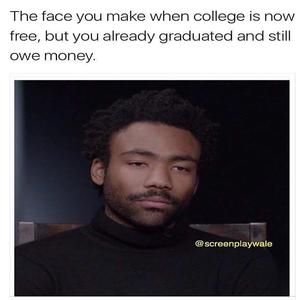 The face you make when college is now
free, but you already graduated and still
owe money.
@screenplaywale